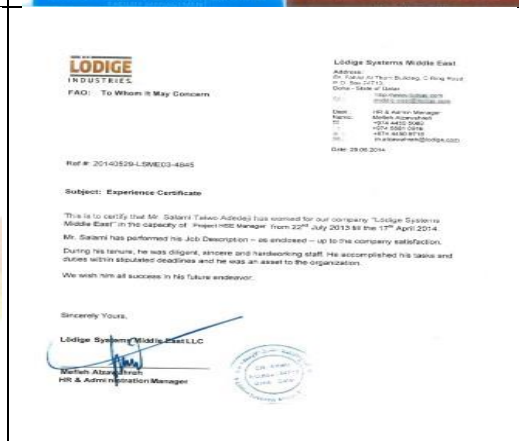 LÖDIGE
INDUSTRIES
FAO: To Whom It May Concern
Lödige Systems Middle East
Address:
Doha - State of Qatar
Dept: HR & Admin Manager
Name:
Date: 29.05.2014
Ref #: 20140529-LSME03-4845
Subject: Experience Certificate
This is to certify that Mr. Salami Taiwo Adedeji has worked for our company "Lödige Systems
Middle East" in the capacity of Project HSE Manager from 22nd July 2013 till the 17th April 2014.
Mr. Salami has performed his Job Description – as enclosed – up to the company satisfaction.
During his tenure, he was diligent, sincere and hardworking staff. He accomplished his tasks and
duties within stipulated deadlines and he was an asset to the organization.
We wish him all success in his future endeavor.
Sincerely Yours,
Lödige Systems Middle East LLC
HR & Administration Manager